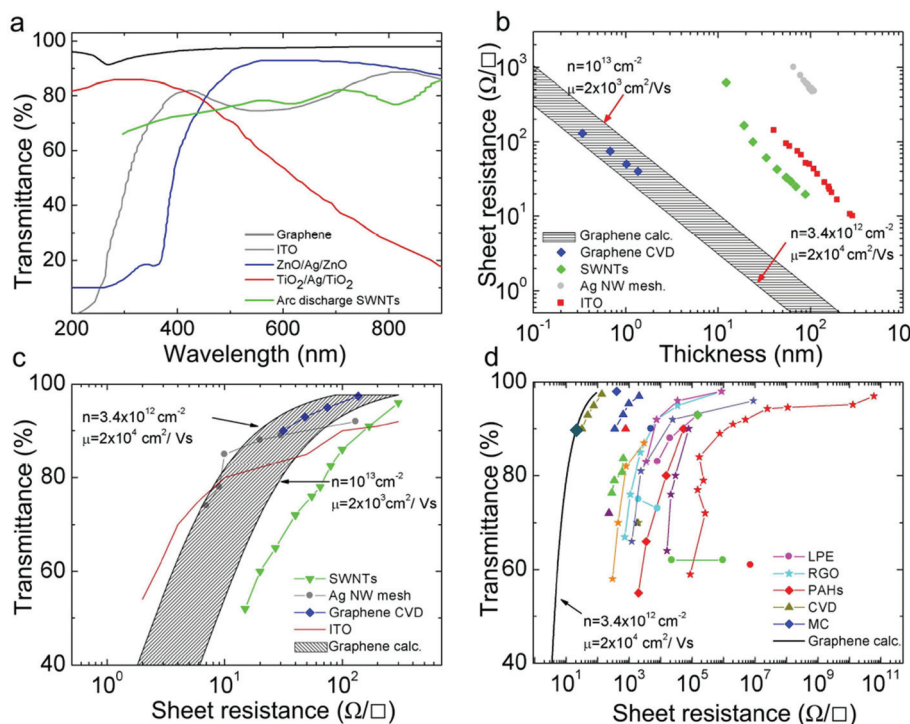 a
100
80
60
40
20
Transmittance (%)
Graphene
ITO
ZnO/Ag/ZnO
TiO2/Ag/TiO2
Arc discharge SWNTs
200 400 600 800
Wavelength (nm)
b
10^3
10^2
10^1
10^0
Sheet resistance (Ω/□)
n=10^13 cm^-2
μ=2x10^3 cm^2/Vs
n=3.4x10^12 cm^-2
μ=2x10^4 cm^2/Vs
Graphene calc.
Graphene CVD
SWNTs
Ag NW mesh.
ITO
10^-1 10^0 10^1 10^2 10^3
Thickness (nm)
c
100
80
60
40
Transmittance (%)
n=3.4x10^12 cm^-2
μ=2x10^4 cm^2/ Vs
n=10^13 cm^-2
μ=2x10^3 cm^2/ Vs
SWNTs
Ag NW mesh
Graphene CVD
ITO
Graphene calc.
10^0 10^1 10^2
Sheet resistance (Ω/□)
d
100
80
60
40
Transmittance (%)
n=3.4x10^12 cm^-2
μ=2x10^4 cm^2/ Vs
LPE
RGO
PAHs
CVD
MC
Graphene calc.
10^1 10^3 10^5 10^7 10^9 10^11
Sheet resistance (Ω/□)